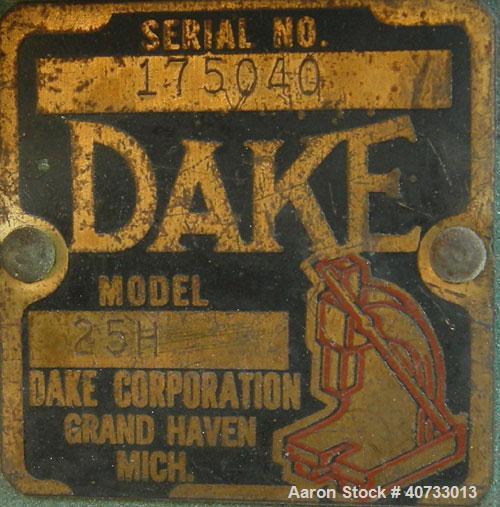 SERIAL NO.
175040
DAKE
MODEL
25H
DAKE CORPORATION
GRAND HAVEN
MICH.
Aaron Stock # 40733013